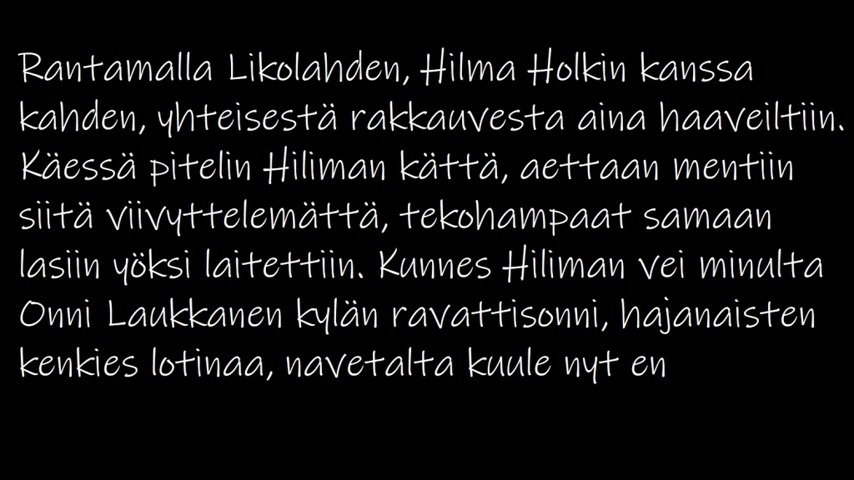 Rantamalla Likolahden, Hilma Holkin kanssa
kahden, yhteisestä rakkauvesta aina haaveiltiin.
Käessä pitelin Hiliman kättä, aettaan mentiin
siitä viivyttelemättä, tekohampaat samaan
lasiin yöksi laitettiin. Kunnes Hiliman vei minulta
Onni Laukkanen kylän ravattisonni, hajanaisten
kenkies lotinaa, navetalta kuule nyt en